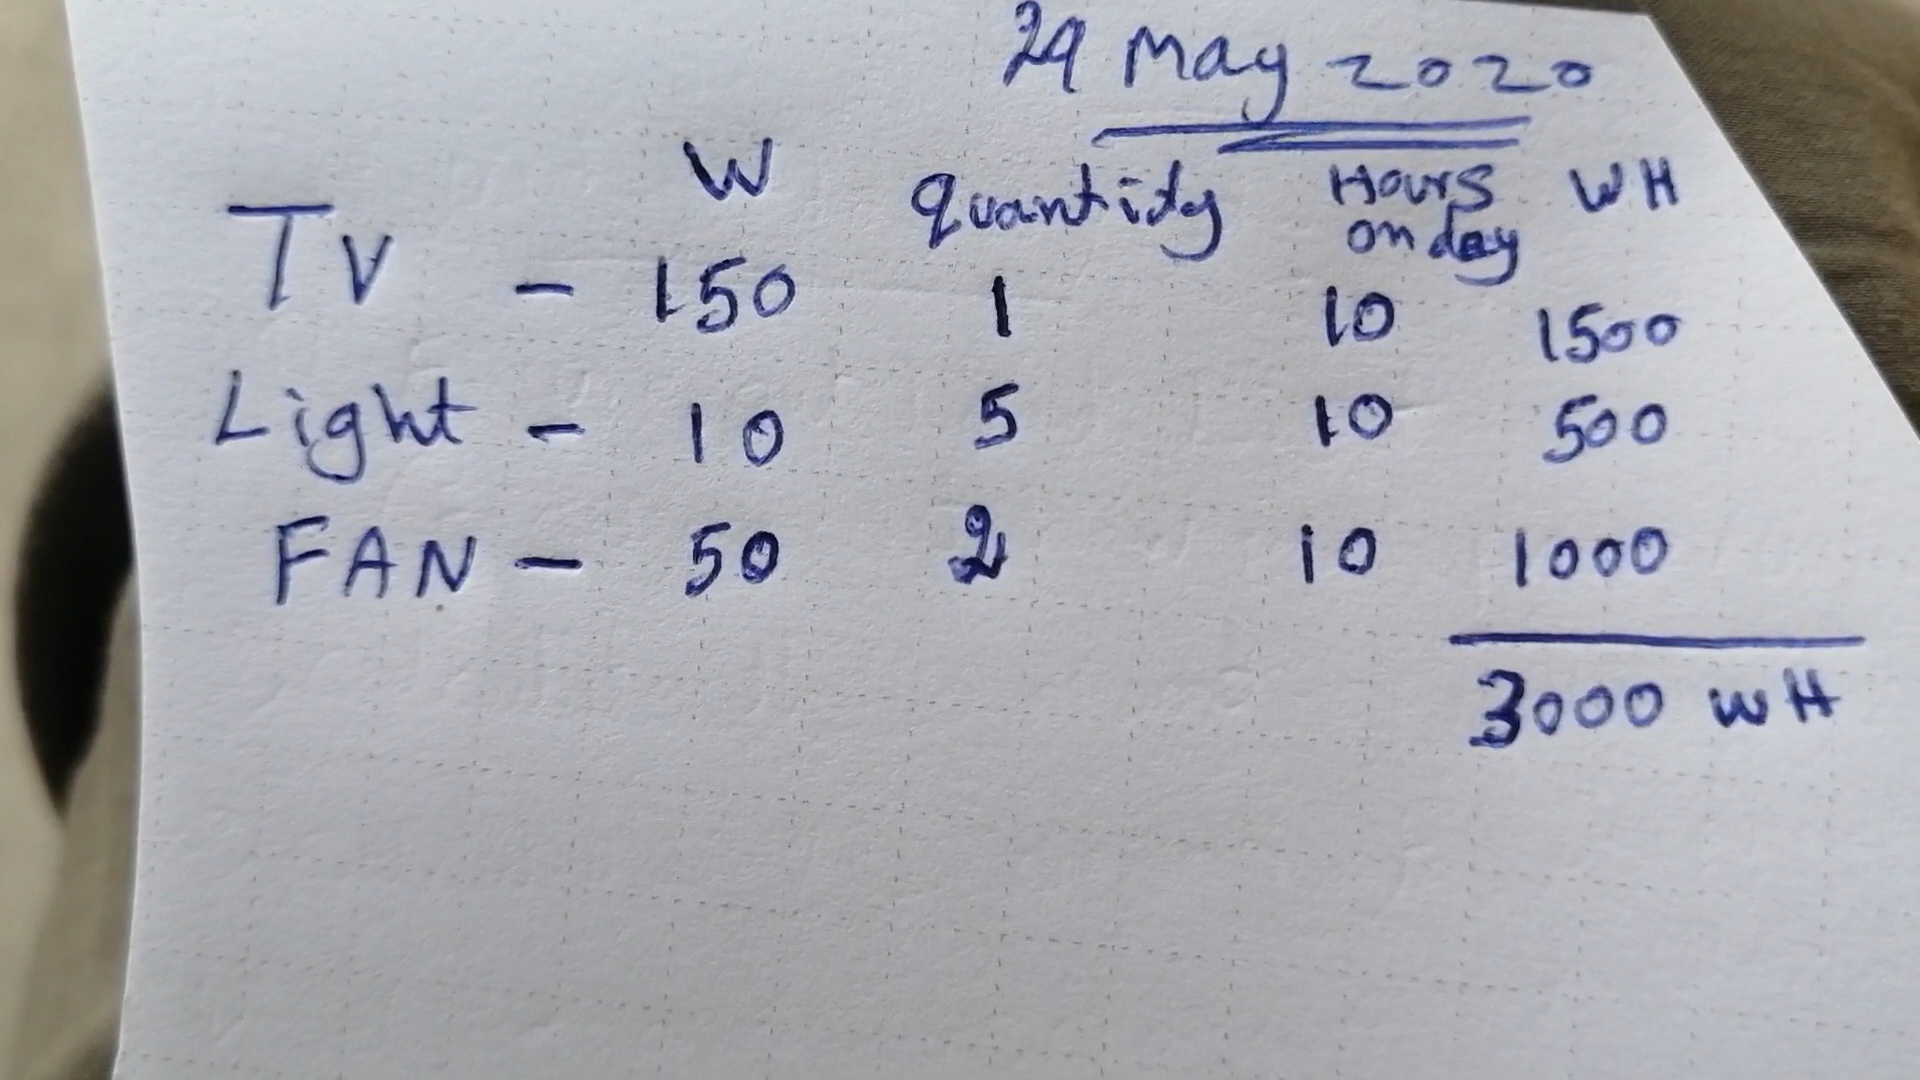 29 May 2020
W Quantity Hours on day WH
TV - 150 1 10 1500
Light - 10 5 10 500
FAN - 50 2 10 1000
3000 WH